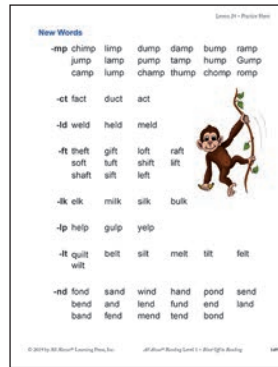 Lesson 24 • Practice Sheet
New Words
-mp chimp limp dump damp bump ramp
jump lamp pump tamp hump Gump
camp lump champ thump chomp romp
-ct fact duct act
-ld weld held meld
-ft theft gift loft raft
soft tuft shift lift
shaft sift left
-lk elk milk silk bulk
-lp help gulp yelp
-lt quilt belt silt melt tilt felt
wilt
-nd fond sand wind hand pond send
bend and lend fund end land
band fend mend tend bond
© 2019 by All About® Learning Press, Inc.
All About® Reading Level 1 • Blast Off to Reading